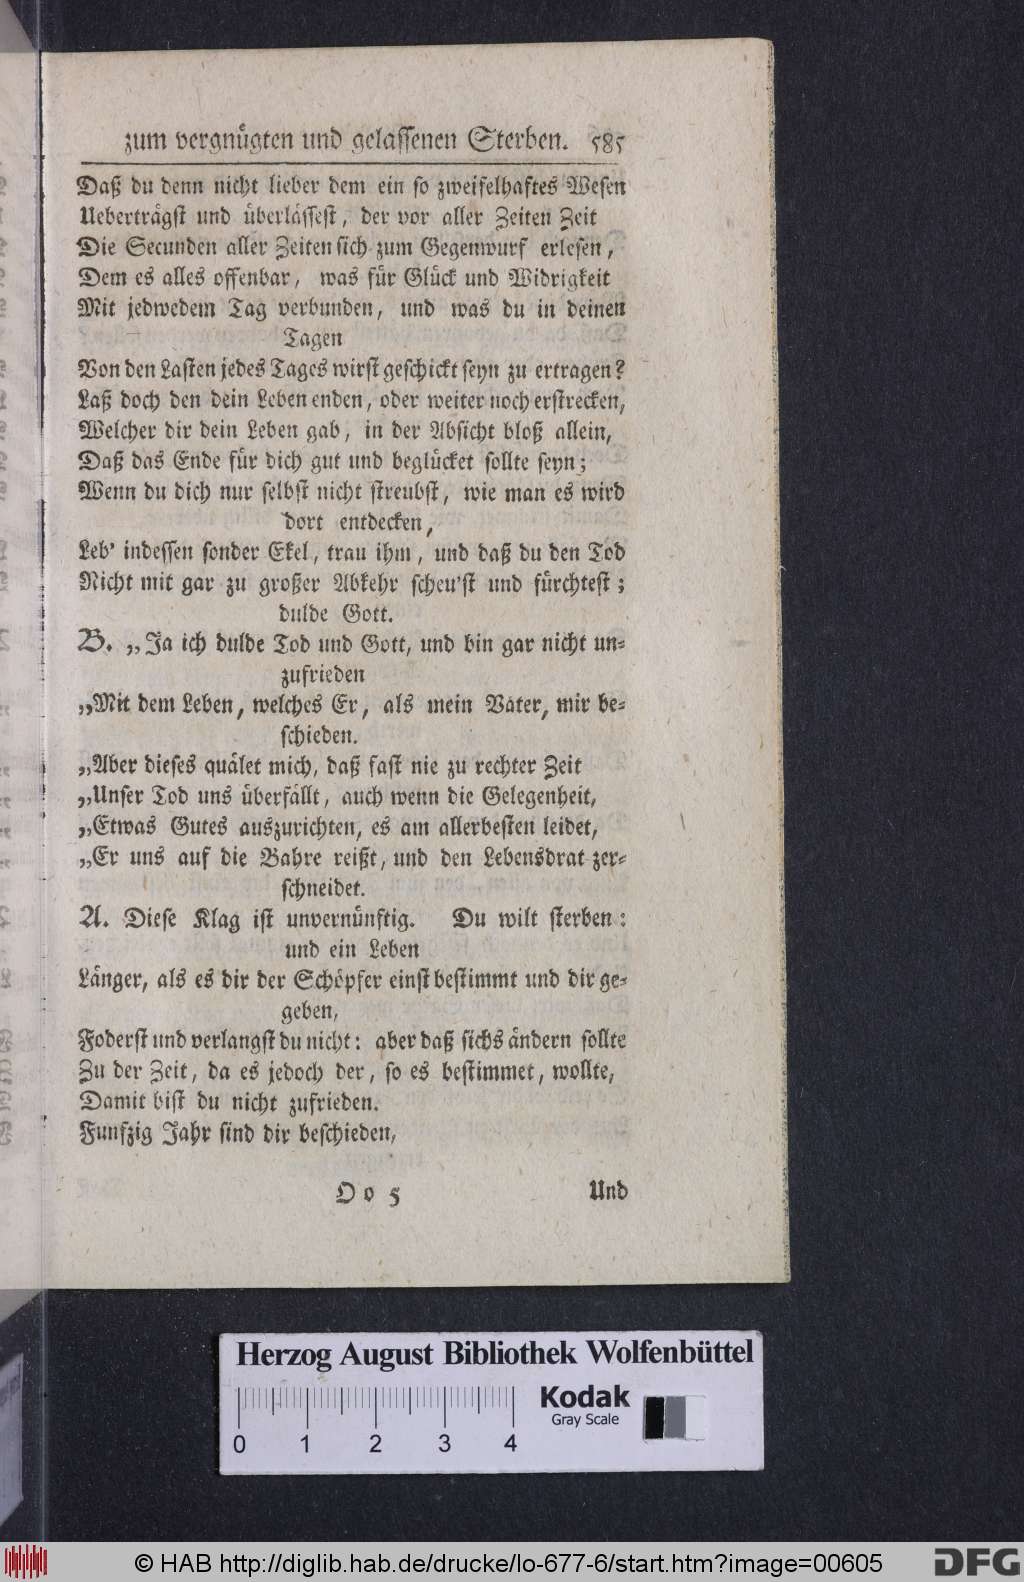 zum vergnügten und gelassenen Sterben. 585
Daß du denn nicht lieber dem ein so zweifelhaftes Wesen
Ueberträgst und überlässest, der vor aller Zeiten Zeit
Die Secunden aller Zeiten sich zum Gegenwurf erlesen,
Dem es alles offenbar, was für Glück und Widrigkeit
Mit jedwedem Tag verbunden, und was du in deinen
Tagen
Von den Lasten jedes Tages wirst geschickt seyn zu ertragen?
Laß doch den dein Leben enden, oder weiter noch erstrecken,
Welcher dir dein Leben gab, in der Absicht bloß allein,
Daß das Ende für dich gut und beglücket sollte seyn;
Wenn du dich nur selbst nicht streubst, wie man es wird
dort entdecken,
Leb' indessen sonder Ekel, trau ihm, und daß du den Tod
Nicht mit gar zu großer Abkehr scheu'st und fürchtest;
dulde Gott.
B. „Ja ich dulde Tod und Gott, und bin gar nicht un-
zufrieden
„Mit dem Leben, welches Er, als mein Vater, mir be-
schieden.
„Aber dieses quälet mich, daß fast nie zu rechter Zeit
„Unser Tod uns überfällt, auch wenn die Gelegenheit,
„Etwas Gutes auszurichten, es am allerbesten leidet,
„Er uns auf die Bahre reißt, und den Lebensdrat zer-
schneidet.
A. Diese Klag ist unvernünftig. Du wilt sterben:
und ein Leben
Länger, als es dir der Schöpfer einst bestimmt und dir ge-
geben,
Foderst und verlangst du nicht: aber daß sichs ändern sollte
Zu der Zeit, da es jedoch der, so es bestimmet, wollte,
Damit bist du nicht zufrieden.
Funfzig Jahr sind dir beschieden,
O o 5 Und
Herzog August Bibliothek Wolfenbüttel
Kodak
Gray Scale
0 1 2 3 4
© HAB http://diglib.hab.de/drucke/lo-677-6/start.htm?image=00605
DFG